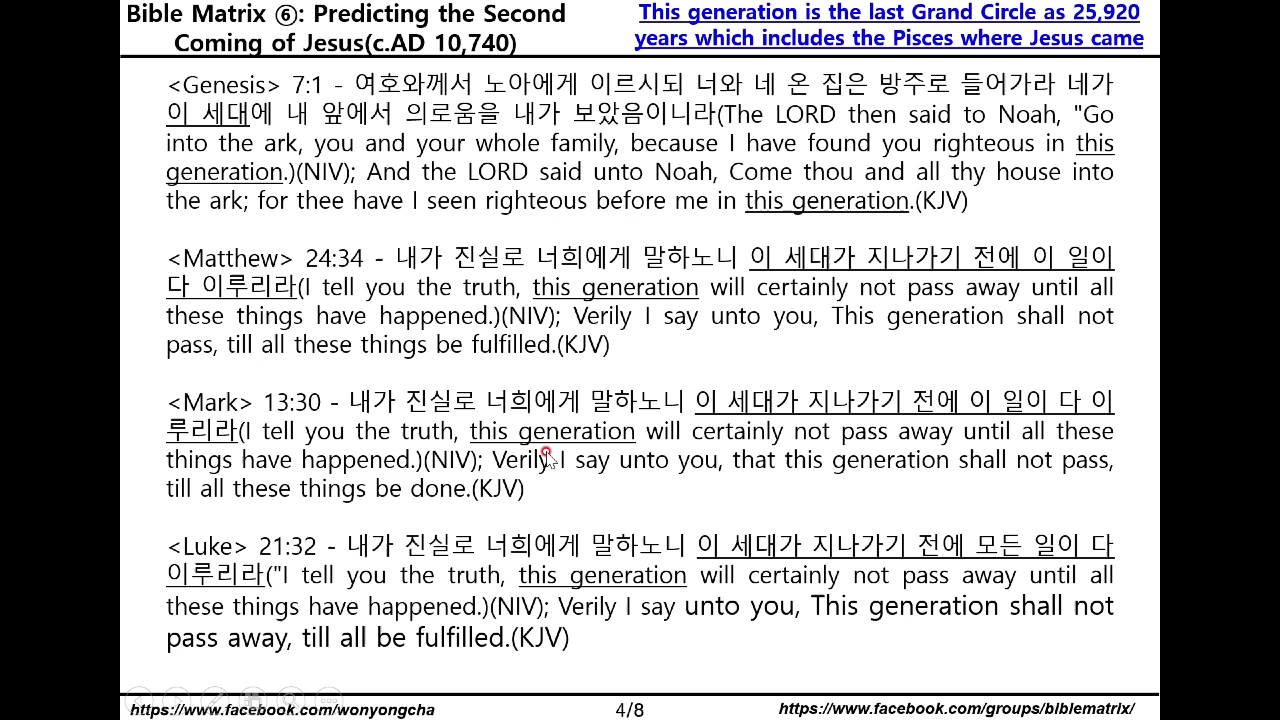 Bible Matrix ⑥: Predicting the Second
Coming of Jesus(c.AD 10,740)
This generation is the last Grand Circle as 25,920
years which includes the Pisces where Jesus came
<Genesis> 7:1 - 여호와께서 노아에게 이르시되 너와 네 온 집은 방주로 들어가라 네가
이 세대에 내 앞에서 의로움을 내가 보았음이니라(The LORD then said to Noah, "Go
into the ark, you and your whole family, because I have found you righteous in this
generation.)(NIV); And the LORD said unto Noah, Come thou and all thy house into
the ark; for thee have I seen righteous before me in this generation.(KJV)
<Matthew> 24:34 - 내가 진실로 너희에게 말하노니 이 세대가 지나가기 전에 이 일이
다 이루리라(I tell you the truth, this generation will certainly not pass away until all
these things have happened.)(NIV); Verily I say unto you, This generation shall not
pass, till all these things be fulfilled.(KJV)
<Mark> 13:30 - 내가 진실로 너희에게 말하노니 이 세대가 지나가기 전에 이 일이 다 이
루리라(I tell you the truth, this generation will certainly not pass away until all these
things have happened.)(NIV); Verily I say unto you, that this generation shall not pass,
till all these things be done.(KJV)
<Luke> 21:32 - 내가 진실로 너희에게 말하노니 이 세대가 지나가기 전에 모든 일이 다
이루리라("I tell you the truth, this generation will certainly not pass away until all
these things have happened.)(NIV); Verily I say unto you, This generation shall not
pass away, till all be fulfilled.(KJV)
https://www.facebook.com/wonyongcha
4/8
https://www.facebook.com/groups/biblematrix/